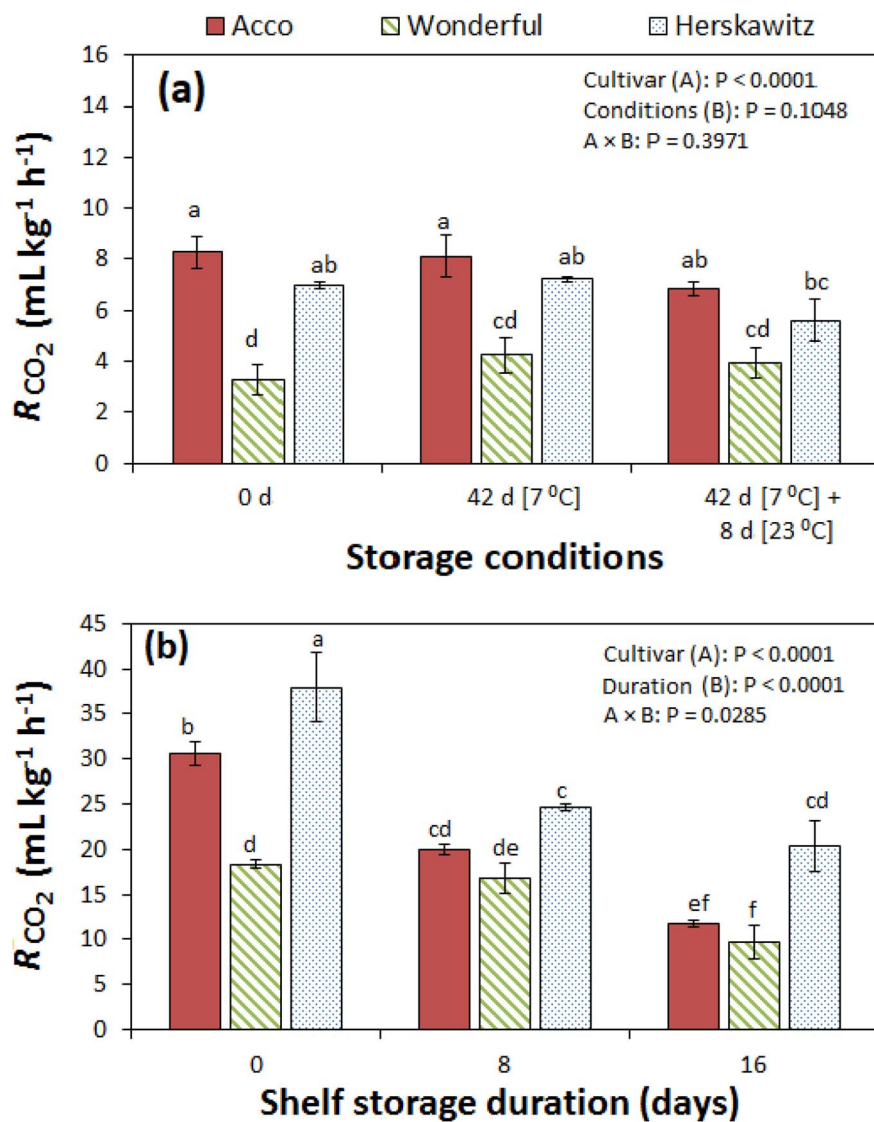 Acco Wonderful Herskawitz
(a)
Cultivar (A): P < 0.0001
Conditions (B): P = 0.1048
A × B: P = 0.3971
RCO2 (mL kg-1 h-1)
16
14
12
10
8
6
4
2
0
a
d
ab
a
cd
ab
ab
cd
bc
0 d
42 d [7 ⁰C]
42 d [7 ⁰C] +
8 d [23 ⁰C]
Storage conditions
(b)
Cultivar (A): P < 0.0001
Duration (B): P < 0.0001
A × B: P = 0.0285
RCO2 (mL kg-1 h-1)
45
40
35
30
25
20
15
10
5
0
b
d
a
cd
de
c
ef
f
cd
0
8
16
Shelf storage duration (days)